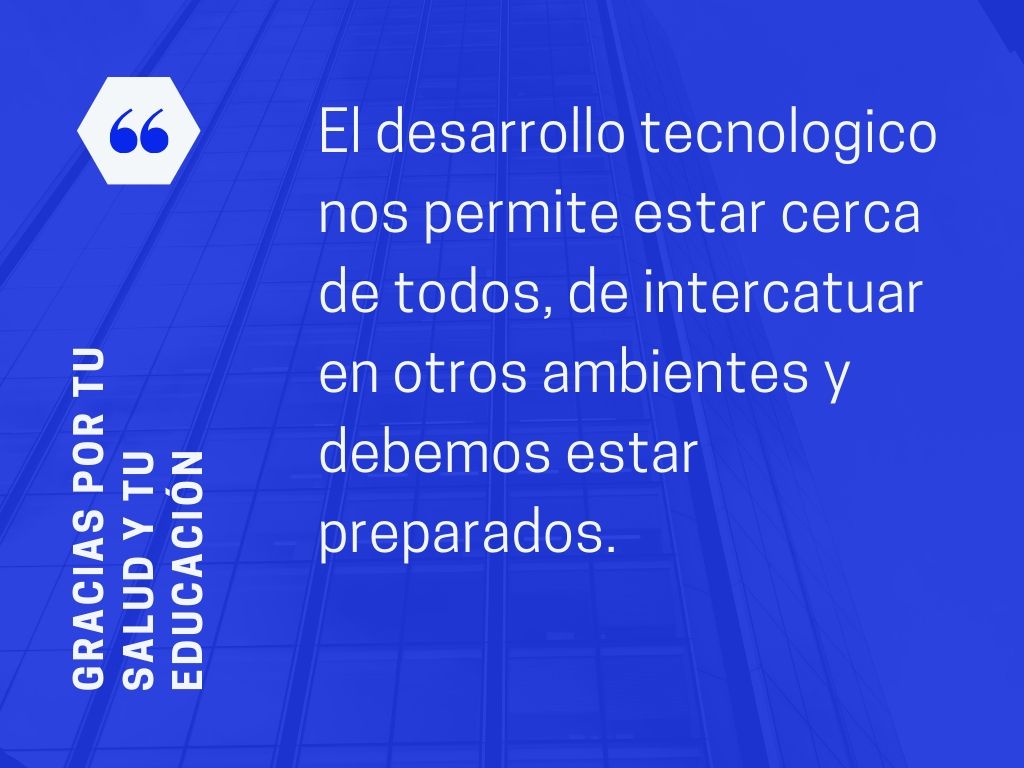 ❝
El desarrollo tecnologico
nos permite estar cerca
de todos, de intercatuar
en otros ambientes y
debemos estar
preparados.
GRACIAS POR TU
SALUD Y TU
EDUCACIÓN